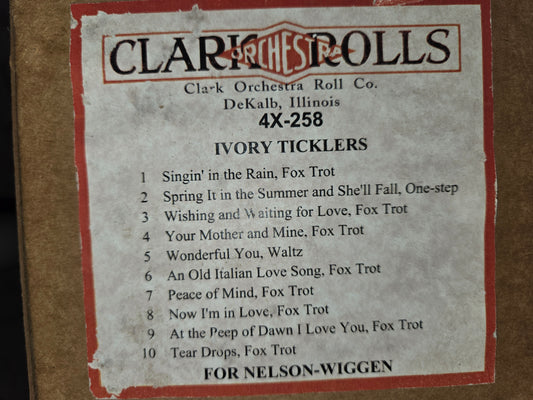 CLARK ORCHESTRA ROLLS
Clark Orchestra Roll Co.
DeKalb, Illinois
4X-258
IVORY TICKLERS
1 Singin' in the Rain, Fox Trot
2 Spring It in the Summer and She'll Fall, One-step
3 Wishing and Waiting for Love, Fox Trot
4 Your Mother and Mine, Fox Trot
5 Wonderful You, Waltz
6 An Old Italian Love Song, Fox Trot
7 Peace of Mind, Fox Trot
8 Now I'm in Love, Fox Trot
9 At the Peep of Dawn I Love You, Fox Trot
10 Tear Drops, Fox Trot
FOR NELSON-WIGGEN